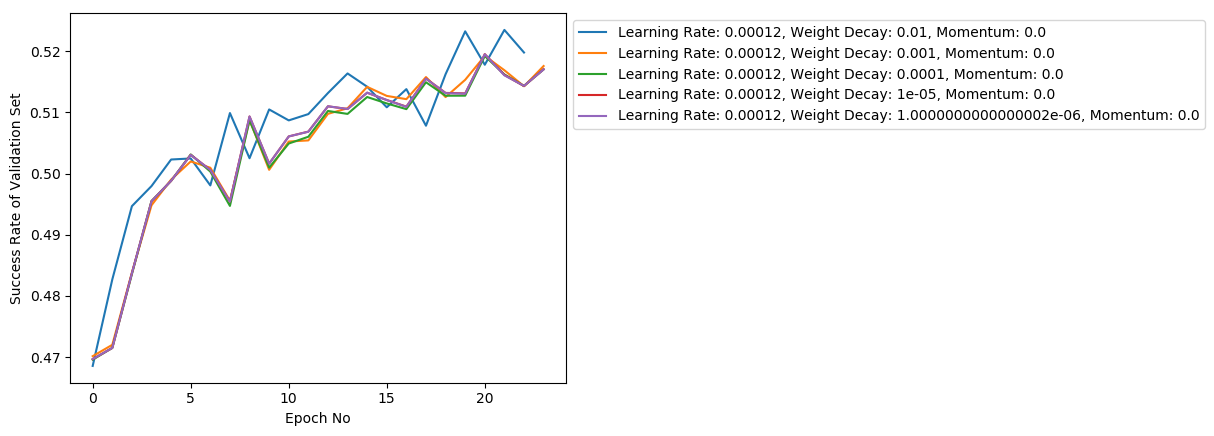 0.52
0.51
0.50
0.49
0.48
0.47
Success Rate of Validation Set
0
5
10
15
20
Epoch No
Learning Rate: 0.00012, Weight Decay: 0.01, Momentum: 0.0
Learning Rate: 0.00012, Weight Decay: 0.001, Momentum: 0.0
Learning Rate: 0.00012, Weight Decay: 0.0001, Momentum: 0.0
Learning Rate: 0.00012, Weight Decay: 1e-05, Momentum: 0.0
Learning Rate: 0.00012, Weight Decay: 1.0000000000000002e-06, Momentum: 0.0